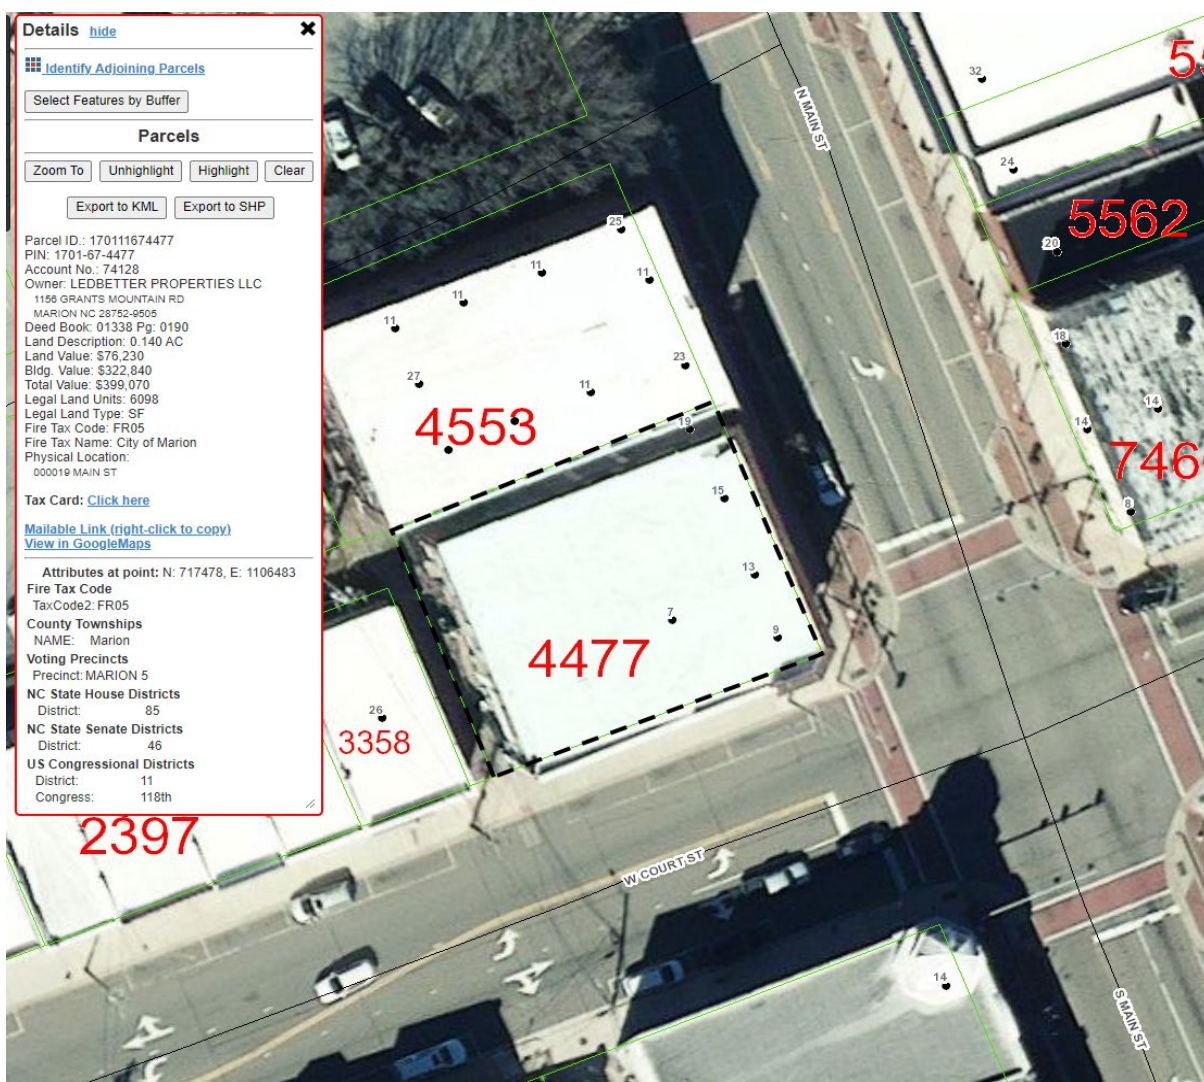 Details hide
Identify Adjoining Parcels
Select Features by Buffer
Parcels
Zoom To Unhighlight Highlight Clear
Export to KML Export to SHP
Parcel ID.: 170111674477
PIN: 1701-67-4477
Account No.: 74128
Owner: LEDBETTER PROPERTIES LLC
1156 GRANTS MOUNTAIN RD
MARION NC 28752-9505
Deed Book: 01338 Pg: 0190
Land Description: 0.140 AC
Land Value: $76,230
Bldg. Value: $322,840
Total Value: $399,070
Legal Land Units: 6098
Legal Land Type: SF
Fire Tax Code: FR05
Fire Tax Name: City of Marion
Physical Location:
000019 MAIN ST
Tax Card: Click here
Mailable Link (right-click to copy)
View in GoogleMaps
Attributes at point: N: 717478, E: 1106483
Fire Tax Code
TaxCode2: FR05
County Townships
NAME: Marion
Voting Precincts
Precinct: MARION 5
NC State House Districts
District: 85
NC State Senate Districts
District: 46
US Congressional Districts
District: 11
Congress: 118th
N MAIN ST
32
24
5562
20
25
11
11
11
11
18
27
23
11
14
4553
19
14
746
15
8
13
7
9
4477
26
3358
2397
W COURT ST
14
S MAIN ST